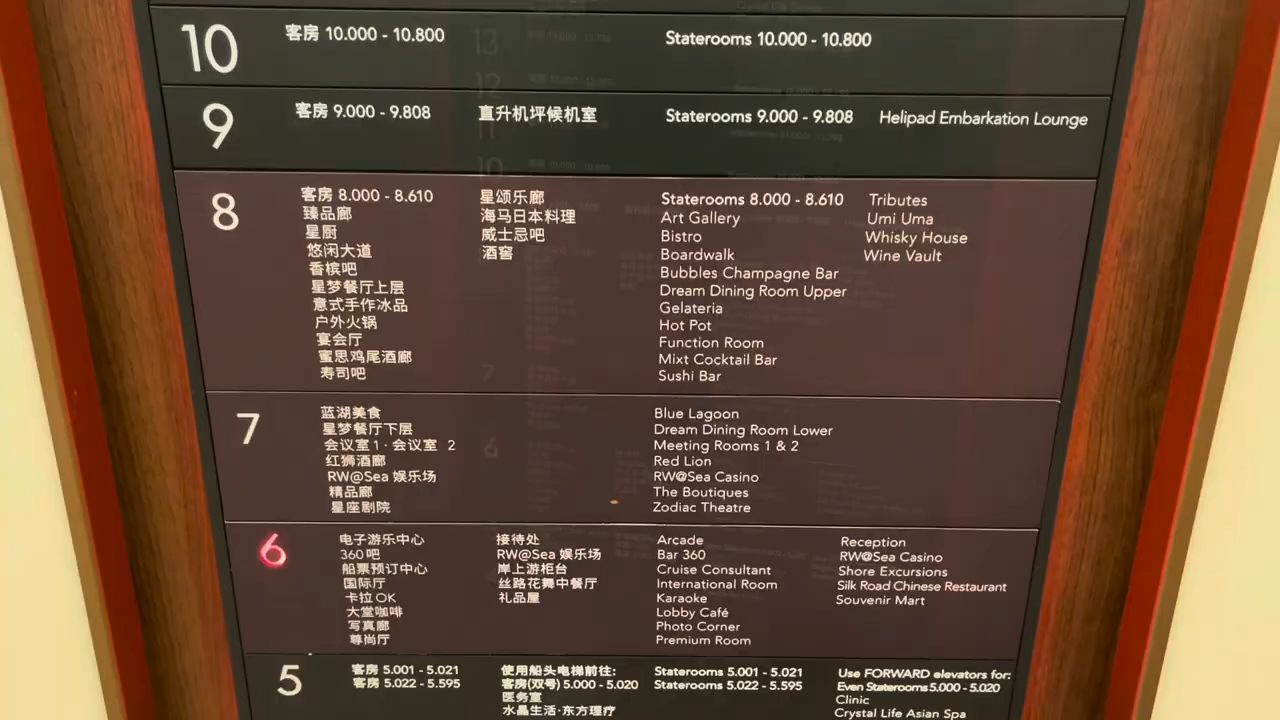 10
客房 10.000 - 10.800
Staterooms 10.000 - 10.800
9
客房 9.000 - 9.808
直升机坪候机室
Staterooms 9.000 - 9.808
Helipad Embarkation Lounge
8
客房 8.000 - 8.610
臻品廊
星厨
悠闲大道
香槟吧
星梦餐厅上层
意式手作冰品
户外火锅
宴会厅
蜜思鸡尾酒廊
寿司吧
星颂乐廊
海马日本料理
威士忌吧
酒窖
Staterooms 8.000 - 8.610
Art Gallery
Bistro
Boardwalk
Bubbles Champagne Bar
Dream Dining Room Upper
Gelateria
Hot Pot
Function Room
Mixt Cocktail Bar
Sushi Bar
Tributes
Umi Uma
Whisky House
Wine Vault
7
蓝湖美食
星梦餐厅下层
会议室 1 · 会议室 2
红狮酒廊
RW@Sea 娱乐场
精品廊
星座剧院
Blue Lagoon
Dream Dining Room Lower
Meeting Rooms 1 & 2
Red Lion
RW@Sea Casino
The Boutiques
Zodiac Theatre
6
电子游乐中心
360 吧
船票预订中心
国际厅
卡拉 OK
大堂咖啡
写真廊
尊尚厅
接待处
RW@Sea 娱乐场
岸上游柜台
丝路花舞中餐厅
礼品屋
Arcade
Bar 360
Cruise Consultant
International Room
Karaoke
Lobby Café
Photo Corner
Premium Room
Reception
RW@Sea Casino
Shore Excursions
Silk Road Chinese Restaurant
Souvenir Mart
5
客房 5.001 - 5.021
客房 5.022 - 5.595
使用船头电梯前往:
客房(双号) 5.000 - 5.020
医务室
水晶生活·东方理疗
Staterooms 5.001 - 5.021
Staterooms 5.022 - 5.595
Use FORWARD elevators for:
Even Staterooms 5.000 - 5.020
Clinic
Crystal Life Asian Spa